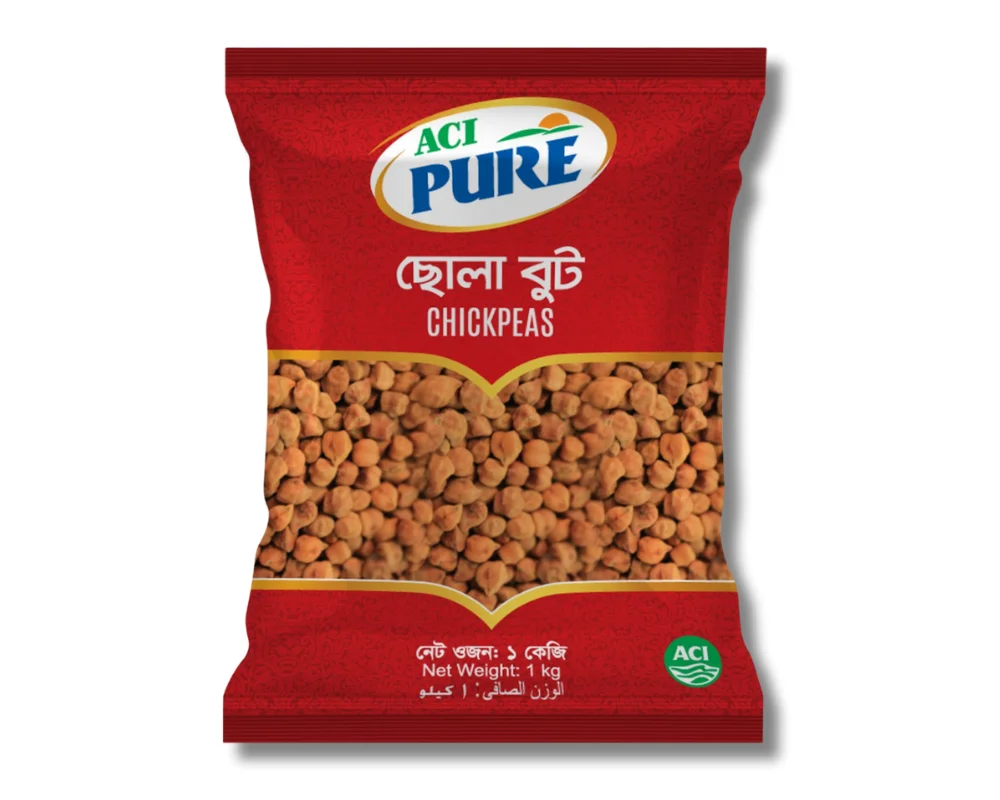 ACI
PURE
ছোলা বুট
CHICKPEAS
নেট ওজন: ১ কেজি
Net Weight: 1 kg
الوزن الصافي: ١ كيلو
ACI